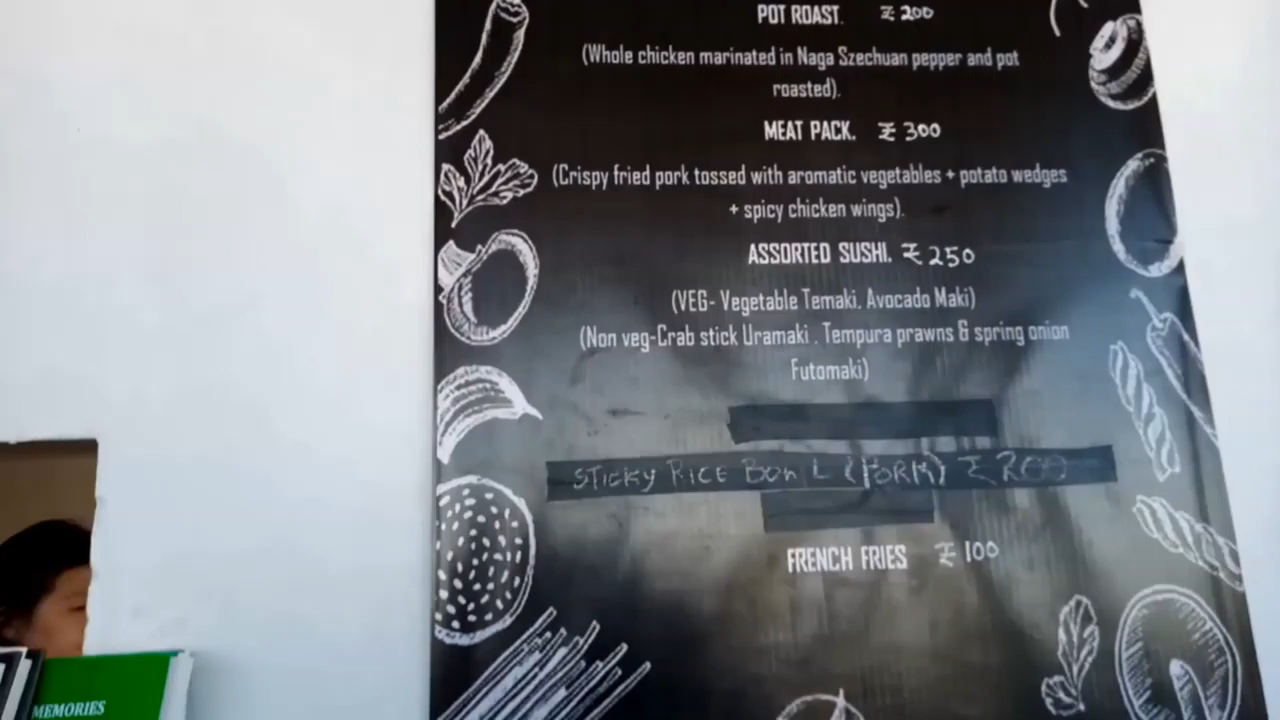 POT ROAST. ₹ 200
(Whole chicken marinated in Naga Szechuan pepper and pot
roasted).
MEAT PACK. ₹ 300
(Crispy fried pork tossed with aromatic vegetables + potato wedges
+ spicy chicken wings).
ASSORTED SUSHI. ₹ 250
(VEG- Vegetable Temaki. Avocado Maki)
(Non veg-Crab stick Uramaki . Tempura prawns & spring onion
Futomaki)
STICKY RICE BOWL (PORK) ₹ 200
FRENCH FRIES ₹ 100
MEMORIES